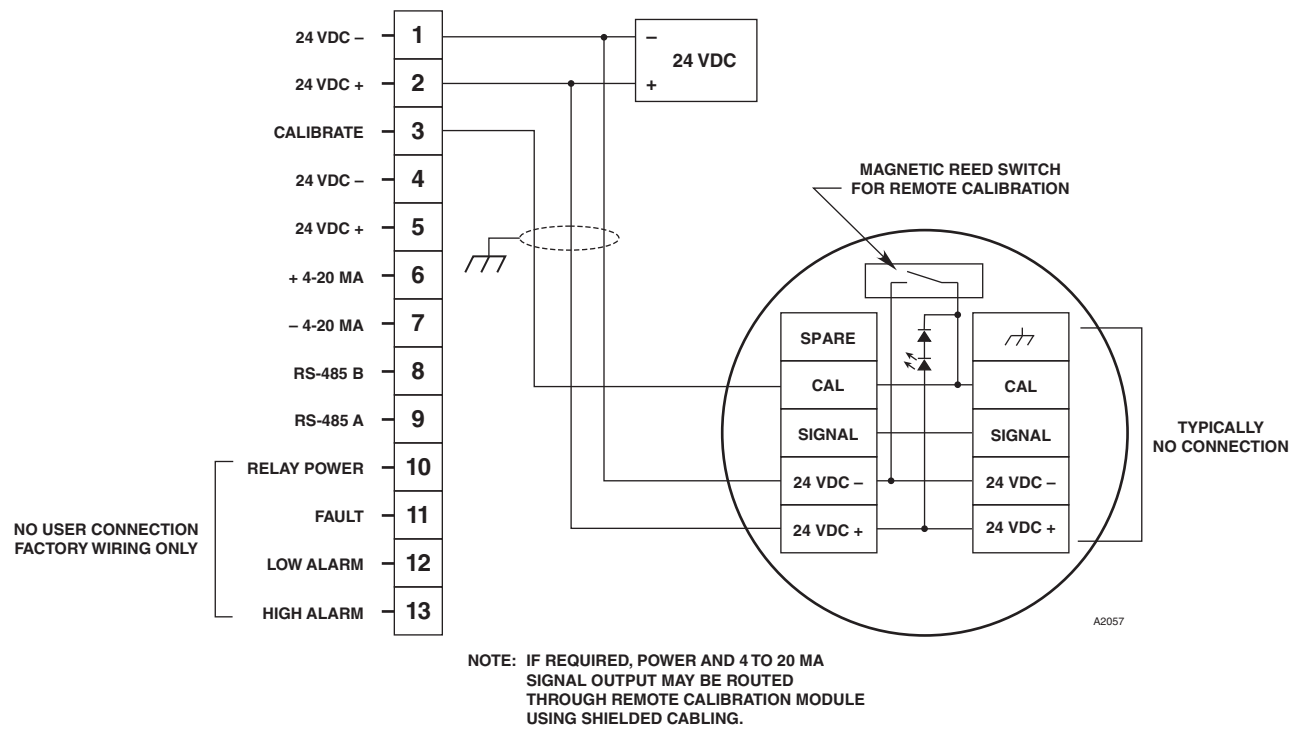 24 VDC –
1
24 VDC +
2
CALIBRATE
3
24 VDC –
4
24 VDC +
5
+ 4-20 MA
6
– 4-20 MA
7
RS-485 B
8
RS-485 A
9
RELAY POWER
10
FAULT
11
LOW ALARM
12
HIGH ALARM
13
NO USER CONNECTION
FACTORY WIRING ONLY
–
24 VDC
+
MAGNETIC REED SWITCH
FOR REMOTE CALIBRATION
SPARE
CAL
SIGNAL
24 VDC –
24 VDC +
CAL
SIGNAL
24 VDC –
24 VDC +
TYPICALLY
NO CONNECTION
A2057
NOTE: IF REQUIRED, POWER AND 4 TO 20 MA
SIGNAL OUTPUT MAY BE ROUTED
THROUGH REMOTE CALIBRATION MODULE
USING SHIELDED CABLING.